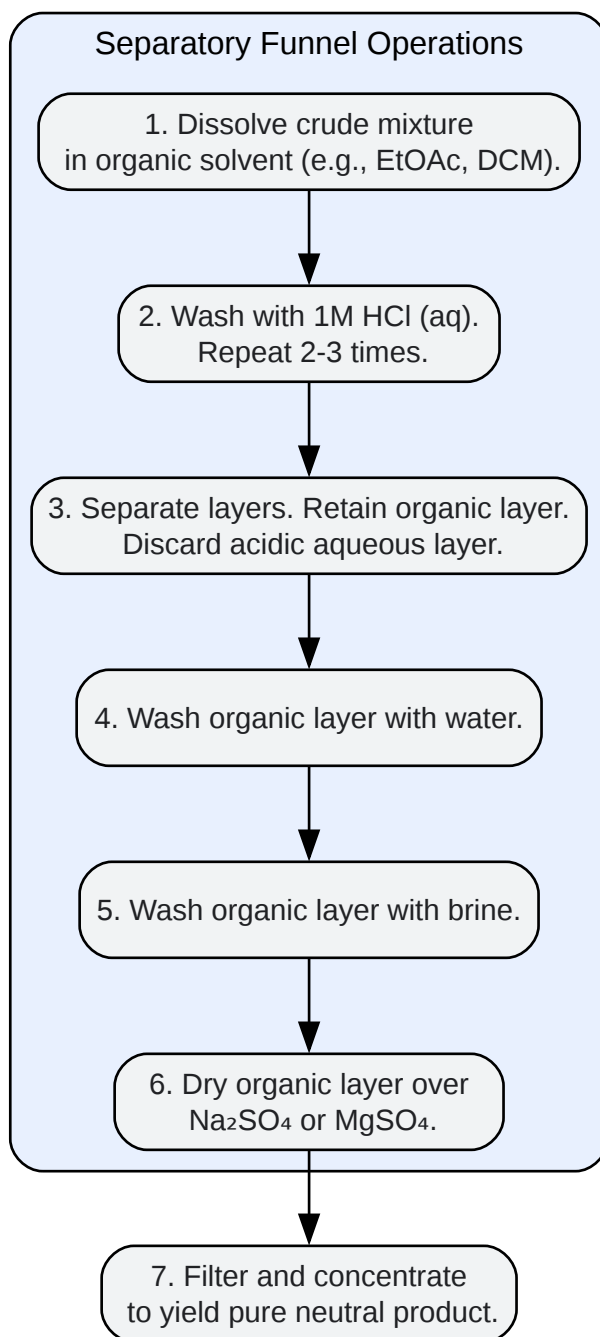 Separatory Funnel Operations
1. Dissolve crude mixture
in organic solvent (e.g., EtOAc, DCM).
2. Wash with 1M HCl (aq).
Repeat 2-3 times.
3. Separate layers. Retain organic layer.
Discard acidic aqueous layer.
4. Wash organic layer with water.
5. Wash organic layer with brine.
6. Dry organic layer over
Na₂SO₄ or MgSO₄.
7. Filter and concentrate
to yield pure neutral product.